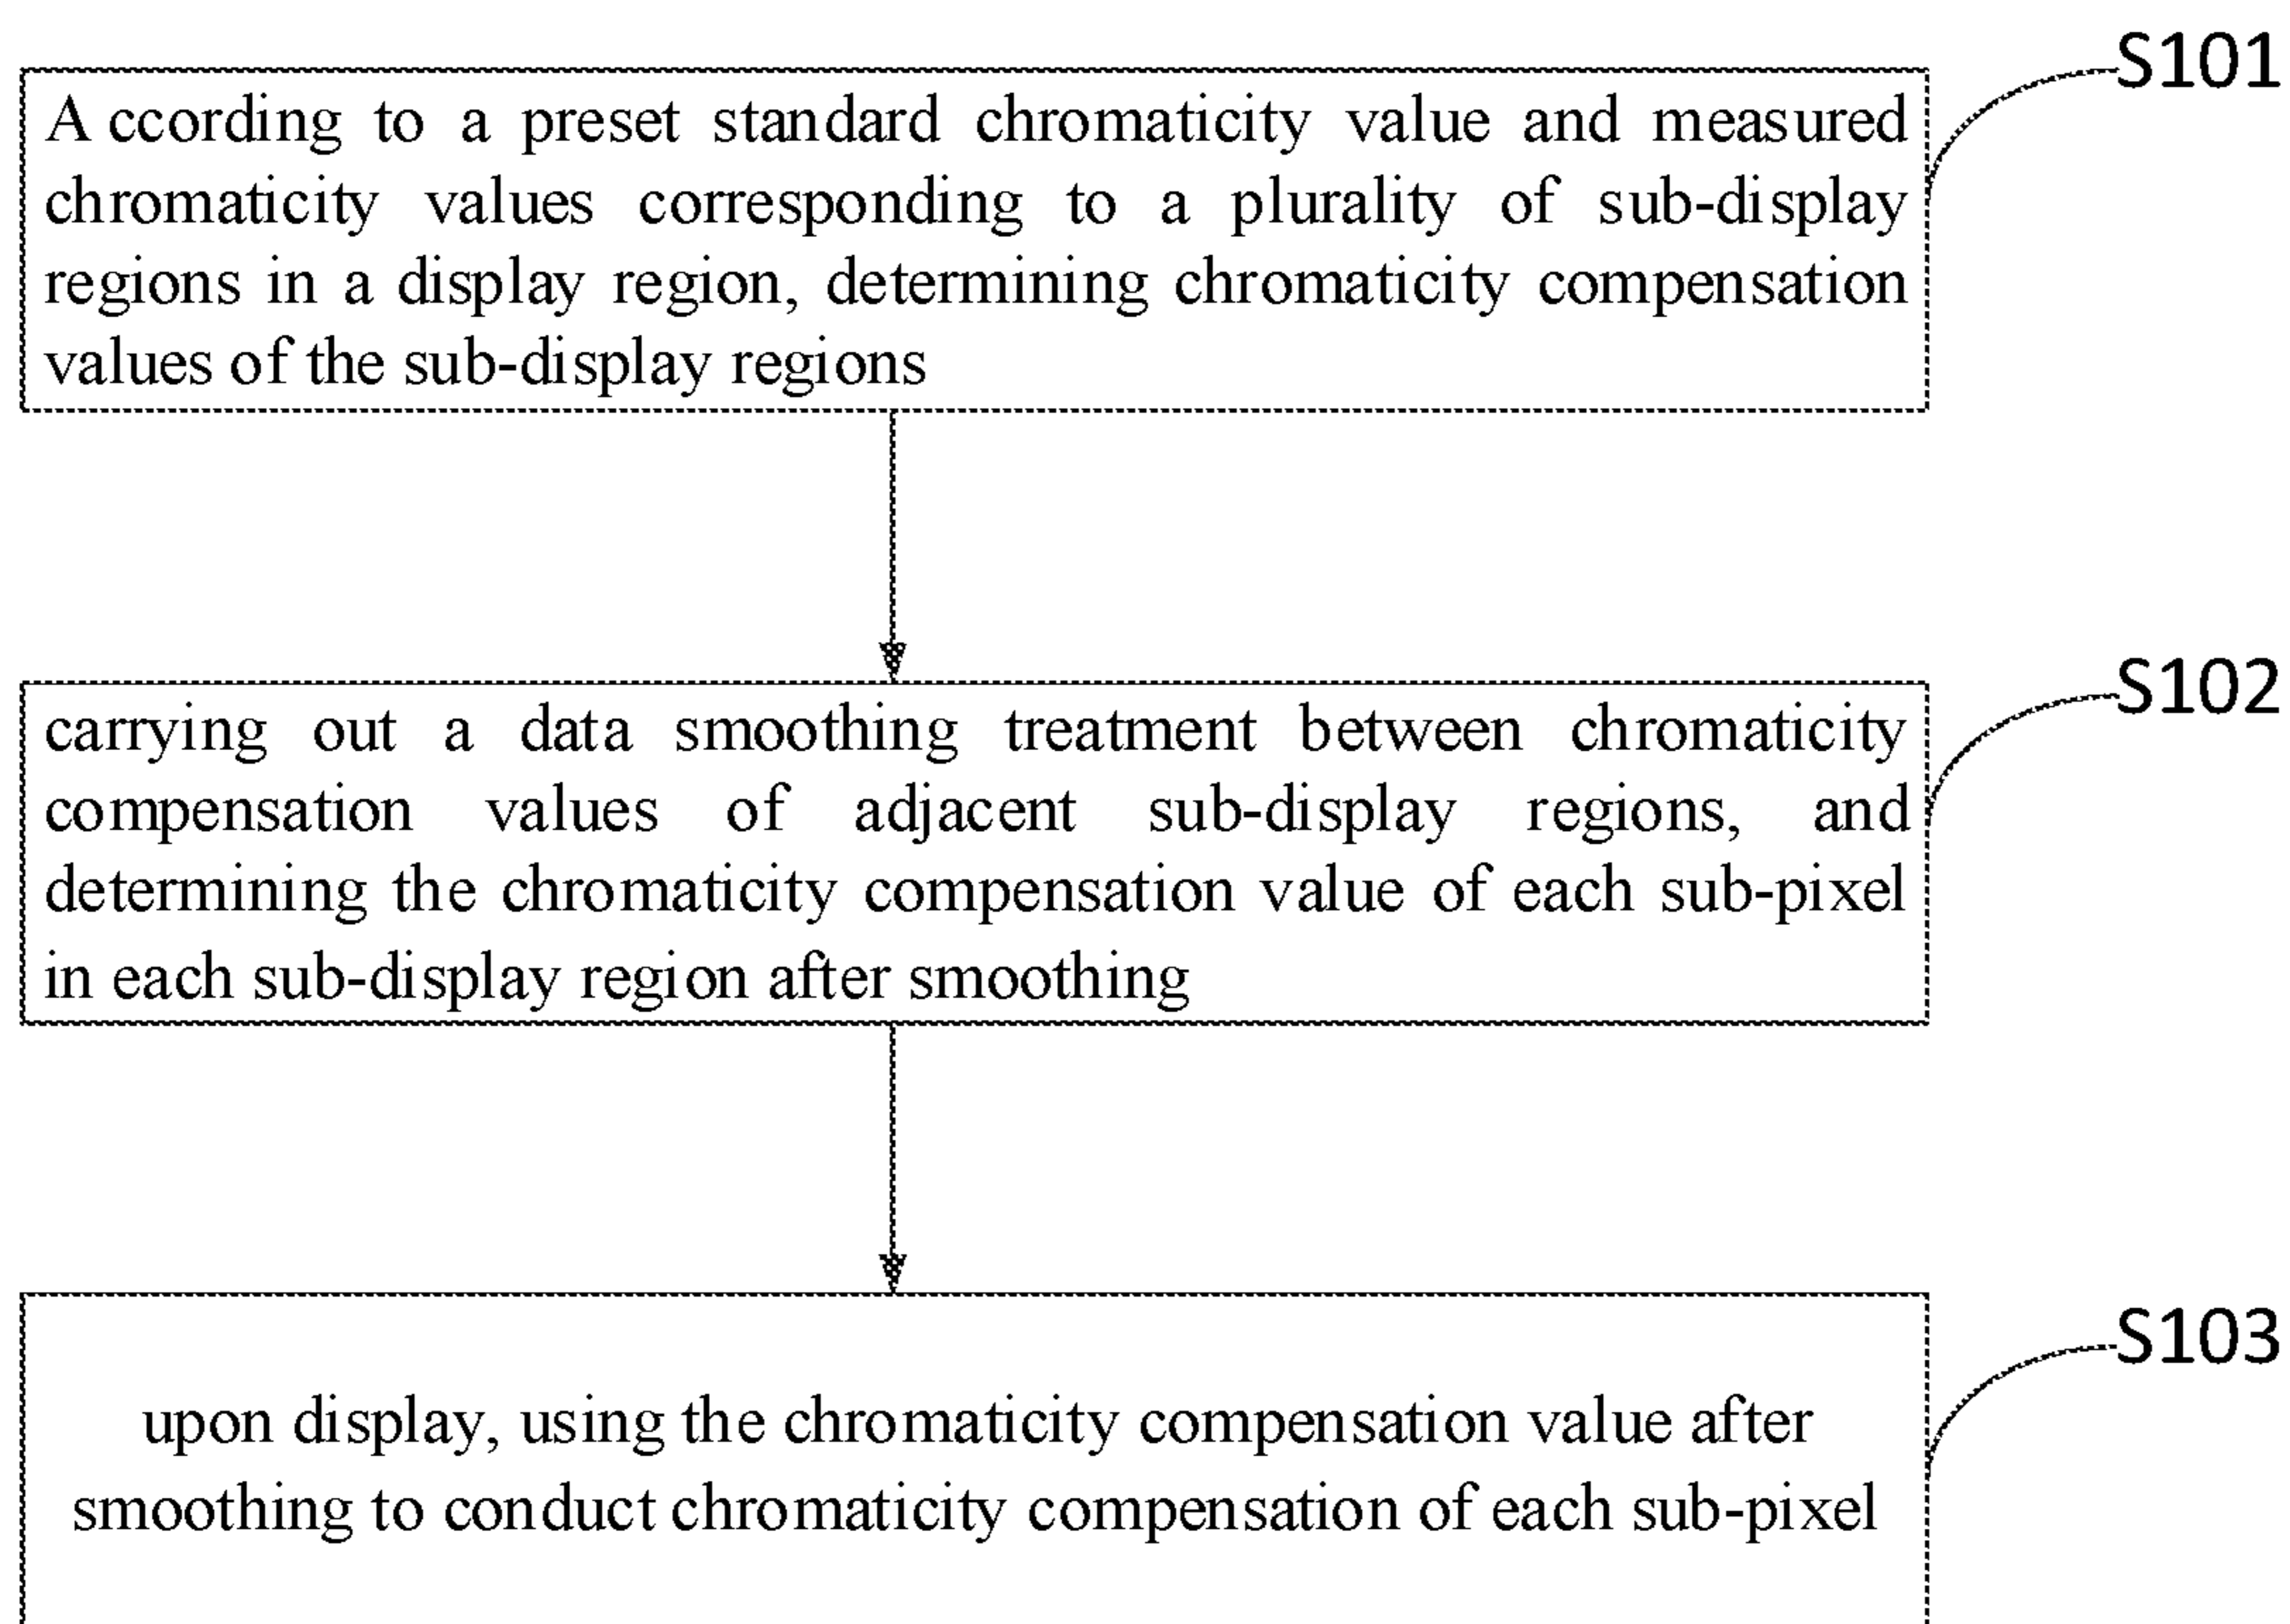 S101
A ccording to a preset standard chromaticity value and measured
chromaticity values corresponding to a plurality of sub-display
regions in a display region, determining chromaticity compensation
values of the sub-display regions
S102
carrying out a data smoothing treatment between chromaticity
compensation values of adjacent sub-display regions, and
determining the chromaticity compensation value of each sub-pixel
in each sub-display region after smoothing
S103
upon display, using the chromaticity compensation value after
smoothing to conduct chromaticity compensation of each sub-pixel